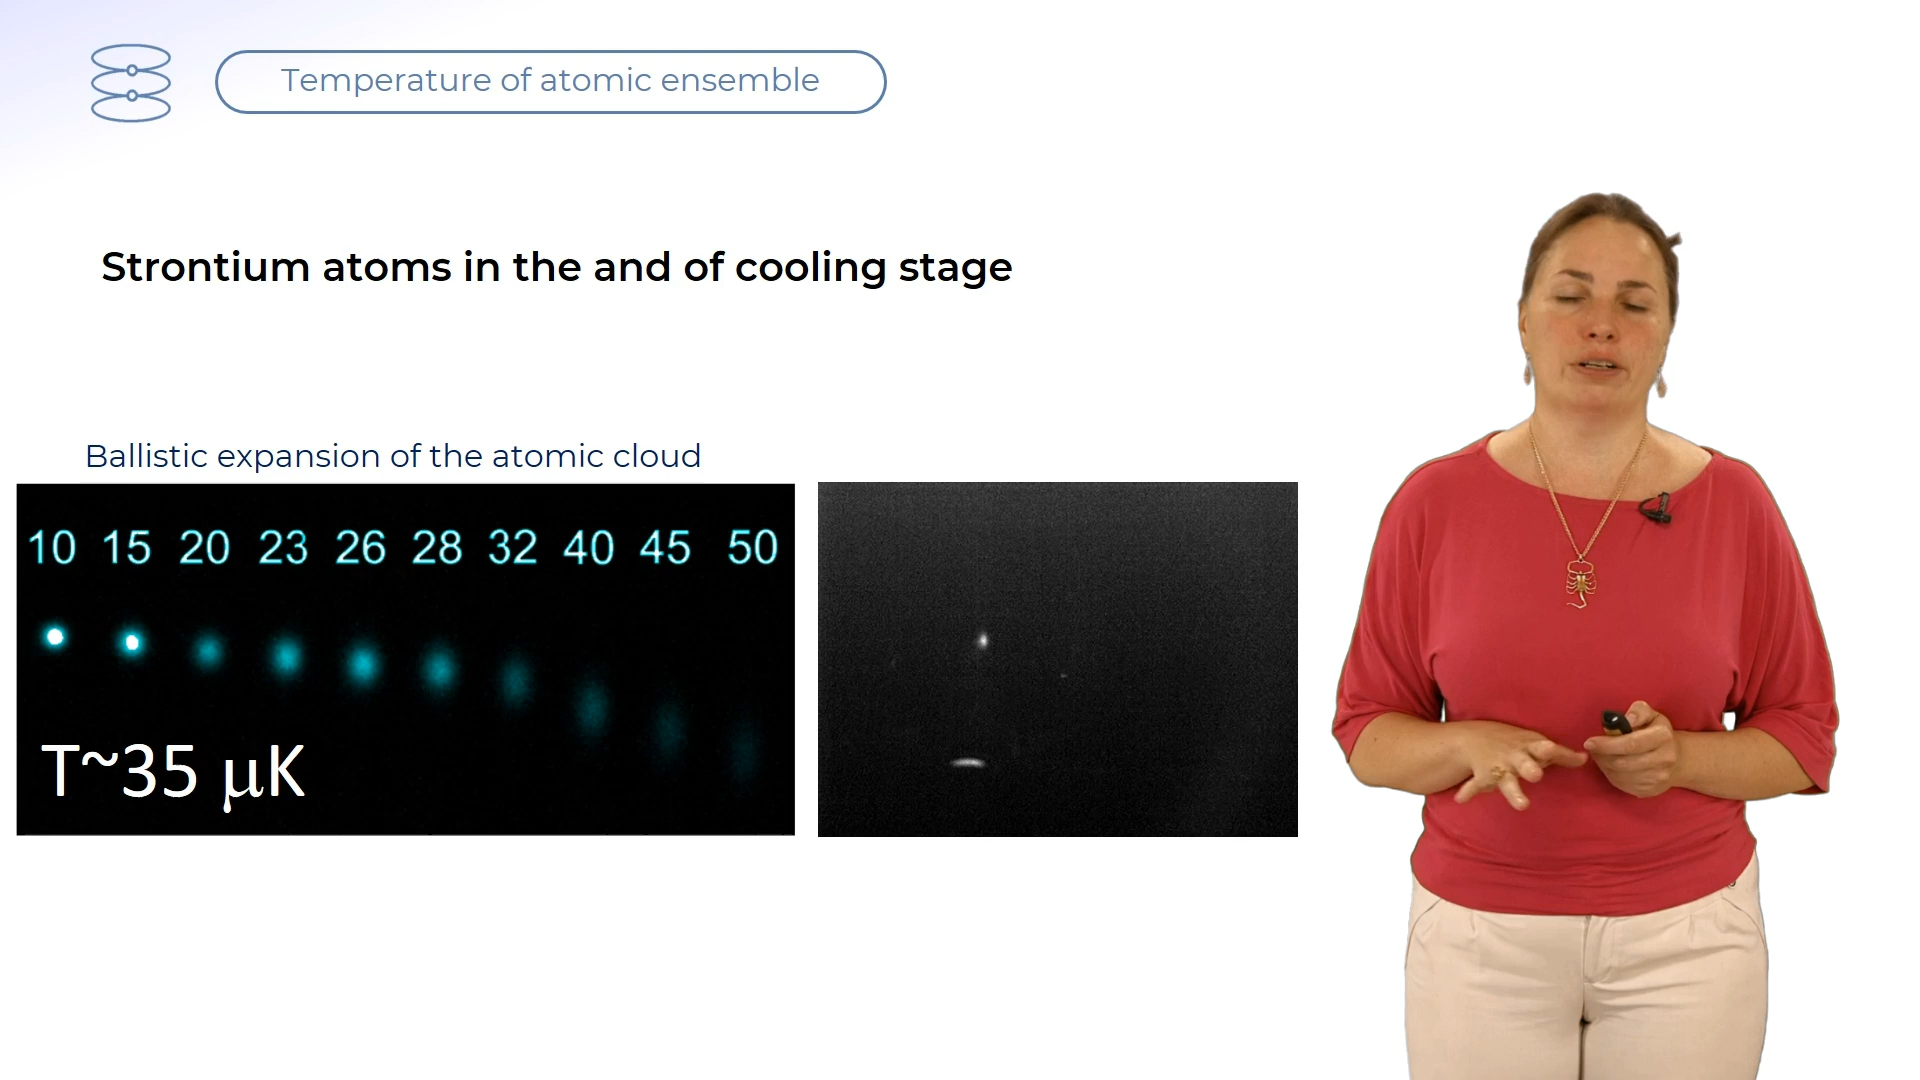 Temperature of atomic ensemble
Strontium atoms in the and of cooling stage
Ballistic expansion of the atomic cloud
10 15 20 23 26 28 32 40 45 50
T~35 μK